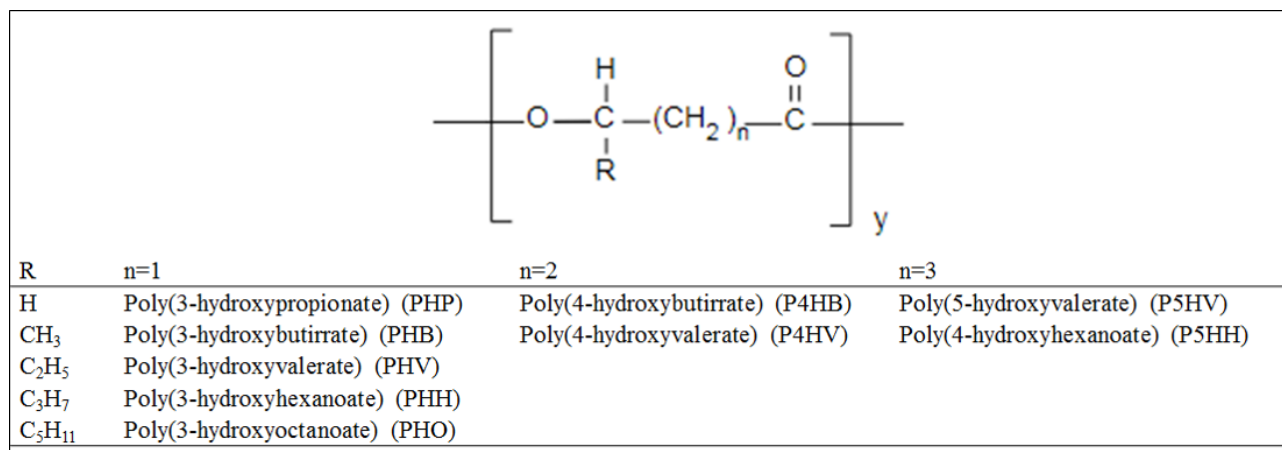 H O
O C (CH₂)ₙ C
R
y
R n=1 n=2 n=3
H Poly(3-hydroxypropionate) (PHP) Poly(4-hydroxybutirrate) (P4HB) Poly(5-hydroxyvalerate) (P5HV)
CH₃ Poly(3-hydroxybutirrate) (PHB) Poly(4-hydroxyvalerate) (P4HV) Poly(4-hydroxyhexanoate) (P5HH)
C₂H₅ Poly(3-hydroxyvalerate) (PHV)
C₃H₇ Poly(3-hydroxyhexanoate) (PHH)
C₅H₁₁ Poly(3-hydroxyoctanoate) (PHO)